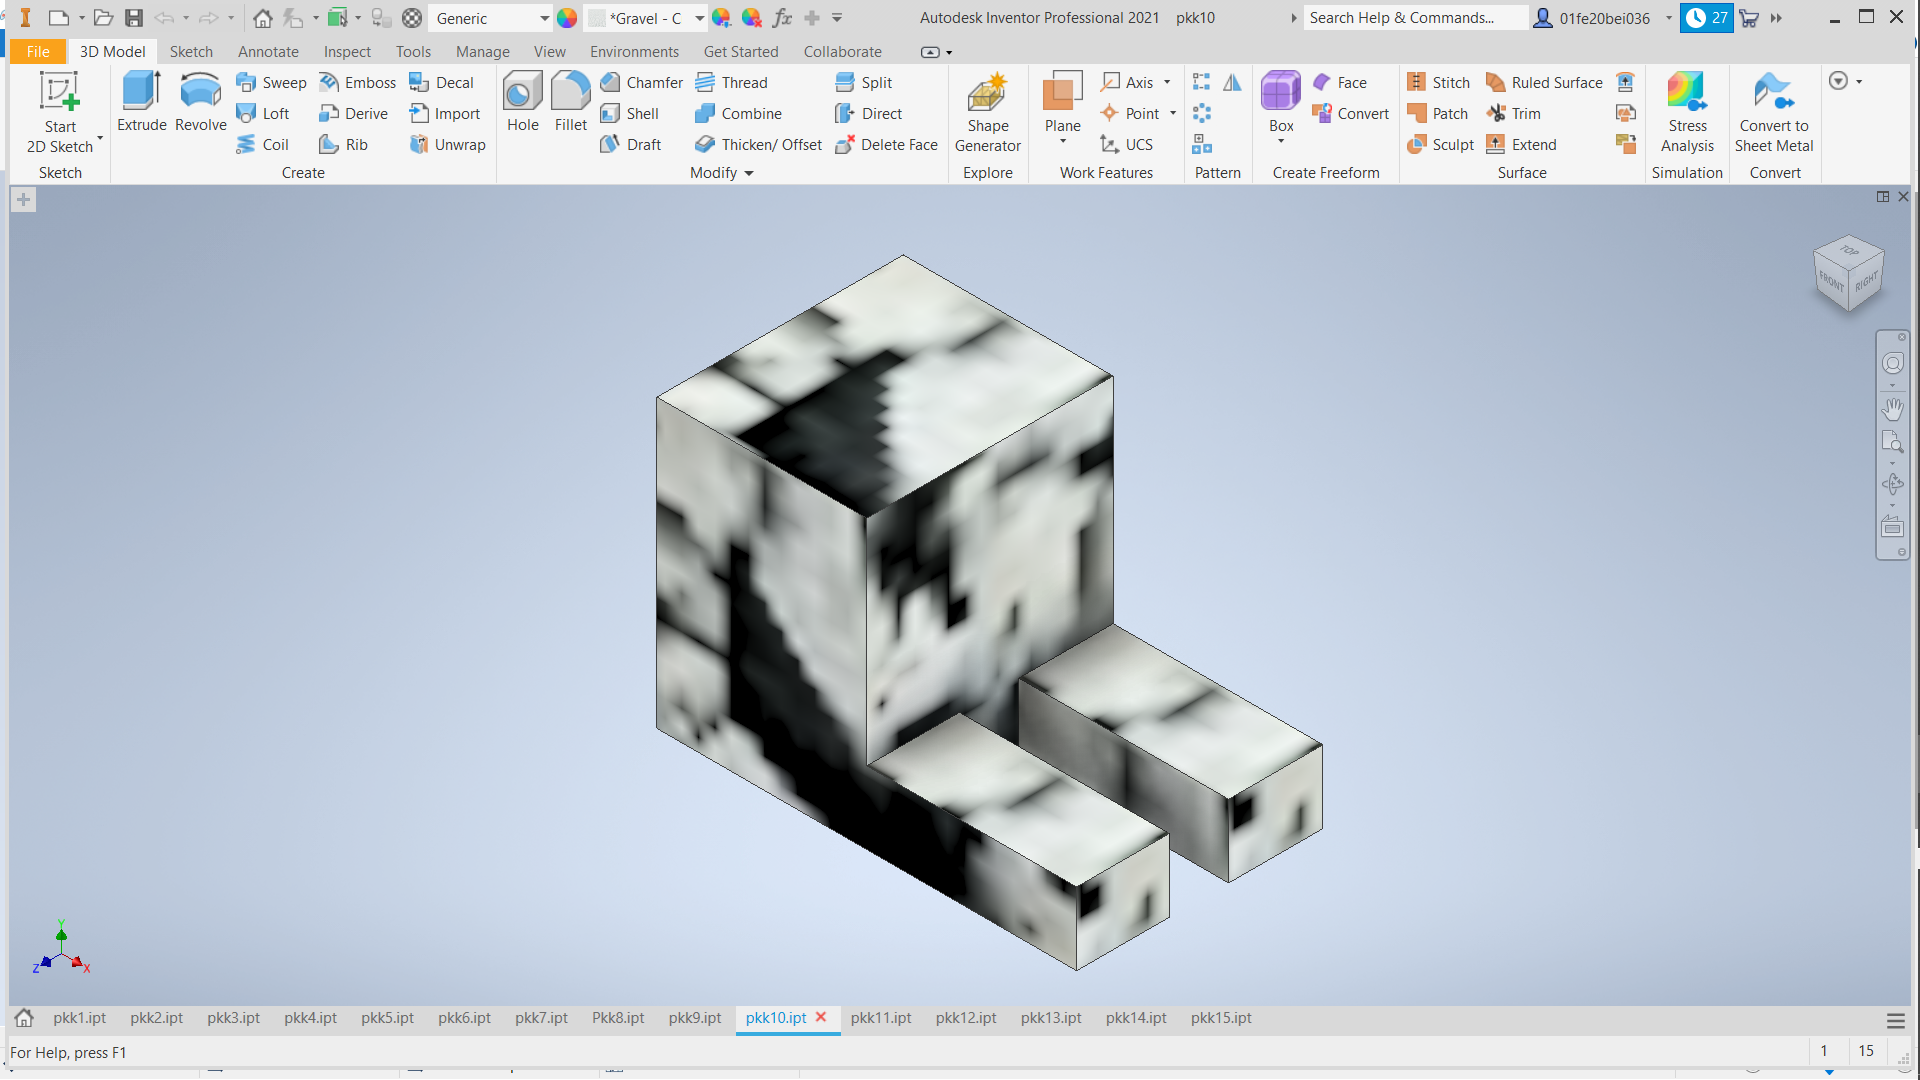 Generic
*Gravel - C
fx
Autodesk Inventor Professional 2021 pkk10
Search Help & Commands...
01fe20bei036
27
File 3D Model Sketch Annotate Inspect Tools Manage View Environments Get Started Collaborate
Start
2D Sketch
Extrude
Revolve
Sweep
Loft
Coil
Emboss
Derive
Rib
Decal
Import
Unwrap
Hole
Fillet
Chamfer
Shell
Draft
Thread
Combine
Thicken/ Offset
Split
Direct
Delete Face
Shape
Generator
Plane
Axis
Point
UCS
Box
Face
Convert
Stitch
Patch
Sculpt
Ruled Surface
Trim
Extend
Stress
Analysis
Convert to
Sheet Metal
Sketch Create Modify Explore Work Features Pattern Create Freeform Surface Simulation Convert
TOP
FRONT RIGHT
Y
Z X
pkk1.ipt pkk2.ipt pkk3.ipt pkk4.ipt pkk5.ipt pkk6.ipt pkk7.ipt Pkk8.ipt pkk9.ipt pkk10.ipt pkk11.ipt pkk12.ipt pkk13.ipt pkk14.ipt pkk15.ipt
For Help, press F1
1 15